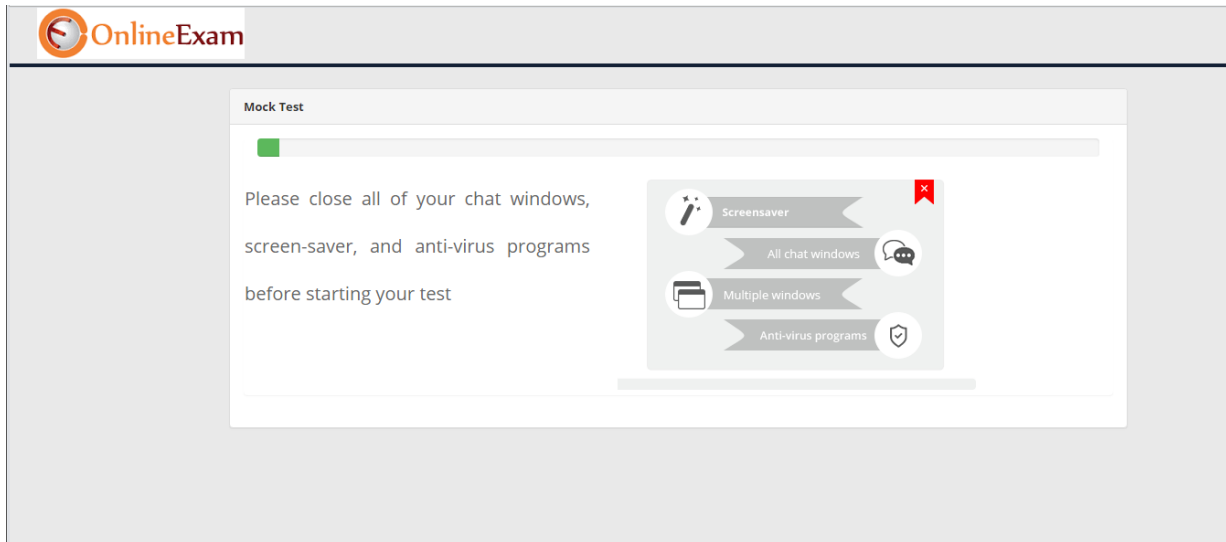 OnlineExam
Mock Test
Please close all of your chat windows,
screen-saver, and anti-virus programs
before starting your test
Screensaver
All chat windows
Multiple windows
Anti-virus programs